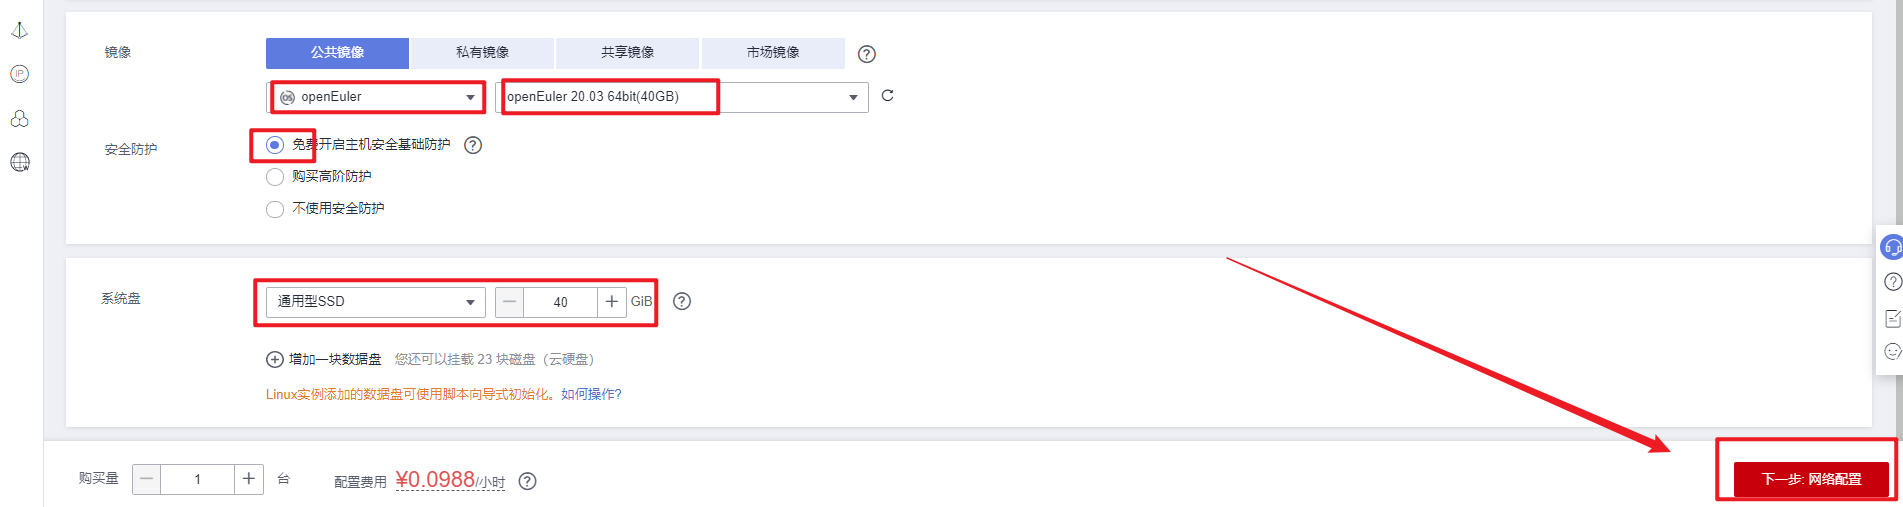 镜像
公共镜像 私有镜像 共享镜像 市场镜像
openEuler openEuler 20.03 64bit(40GB)
安全防护
免费开启主机安全基础防护
购买高阶防护
不使用安全防护
系统盘
通用型SSD 40 GiB
增加一块数据盘 您还可以挂载 23 块磁盘（云硬盘）
Linux实例添加的数据盘可使用脚本向导式初始化。如何操作?
购买量 1 台 配置费用 ¥0.0988/小时
下一步: 网络配置